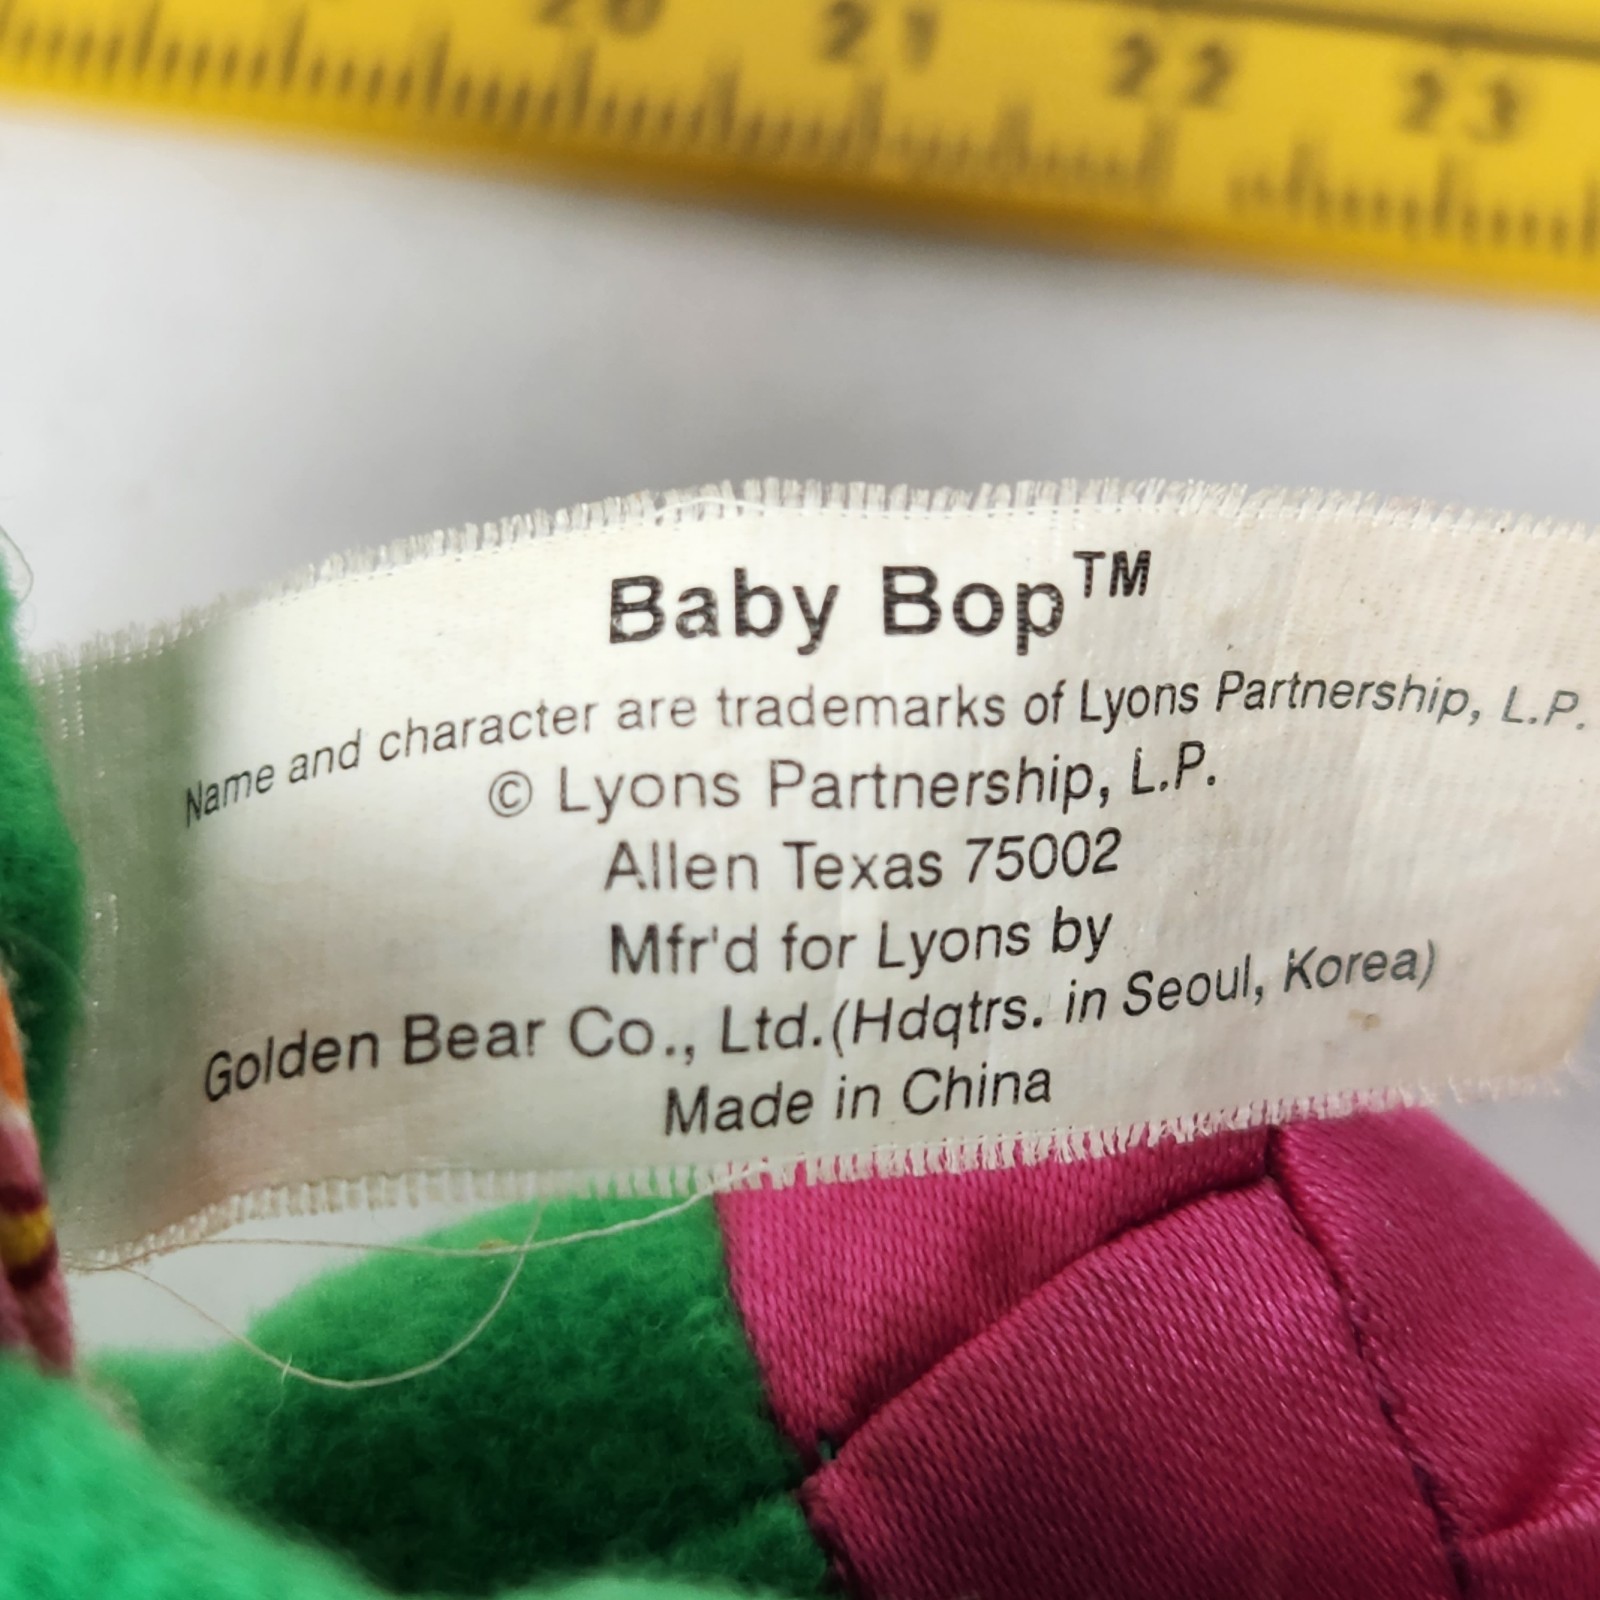 20 21 22 23
Baby Bop™
Name and character are trademarks of Lyons Partnership, L.P.
© Lyons Partnership, L.P.
Allen Texas 75002
Mfr'd for Lyons by
Golden Bear Co., Ltd.(Hdqtrs. in Seoul, Korea)
Made in China